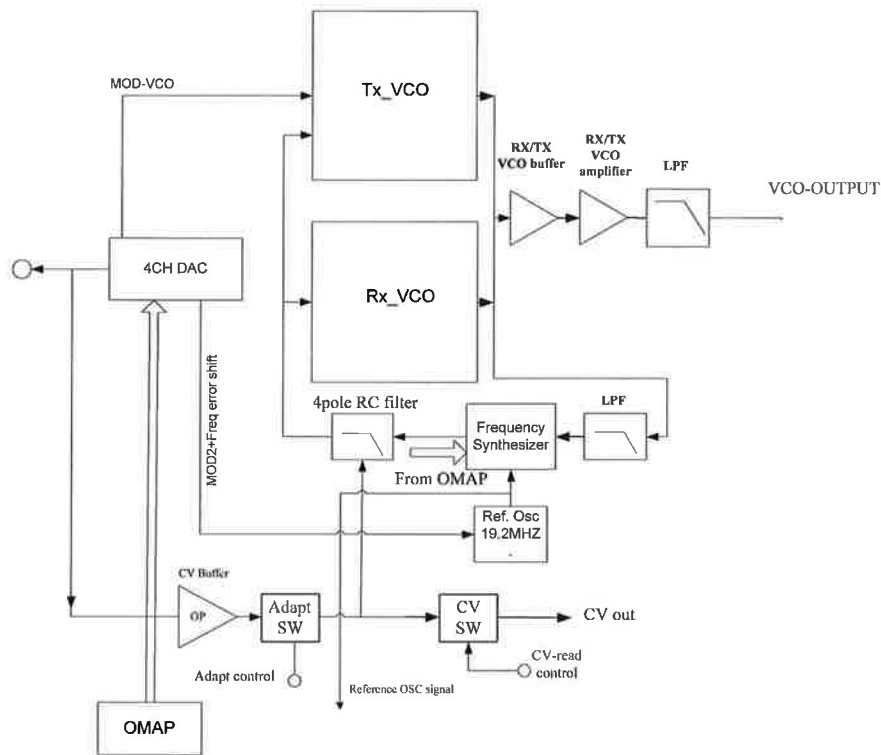 MOD-VCO
Tx_VCO
RX/TX
VCO buffer
RX/TX
VCO
amplifier
LPF
VCO-OUTPUT
4CH DAC
Rx_VCO
MOD2+Freq error shift
4pole RC filter
Frequency
Synthesizer
LPF
From OMAP
Ref. Osc
19.2MHZ
CV Buffer
OP
Adapt
SW
CV
SW
CV out
Adapt control
Reference OSC signal
CV-read
control
OMAP